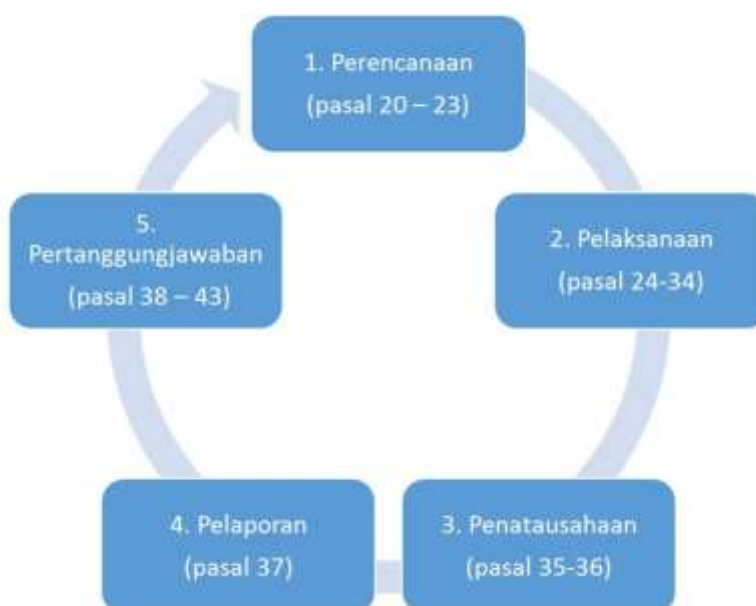 1. Perencanaan
(pasal 20 – 23)
2. Pelaksanaan
(pasal 24-34)
3. Penatausahaan
(pasal 35-36)
4. Pelaporan
(pasal 37)
5.
Pertanggungjawaban
(pasal 38 – 43)